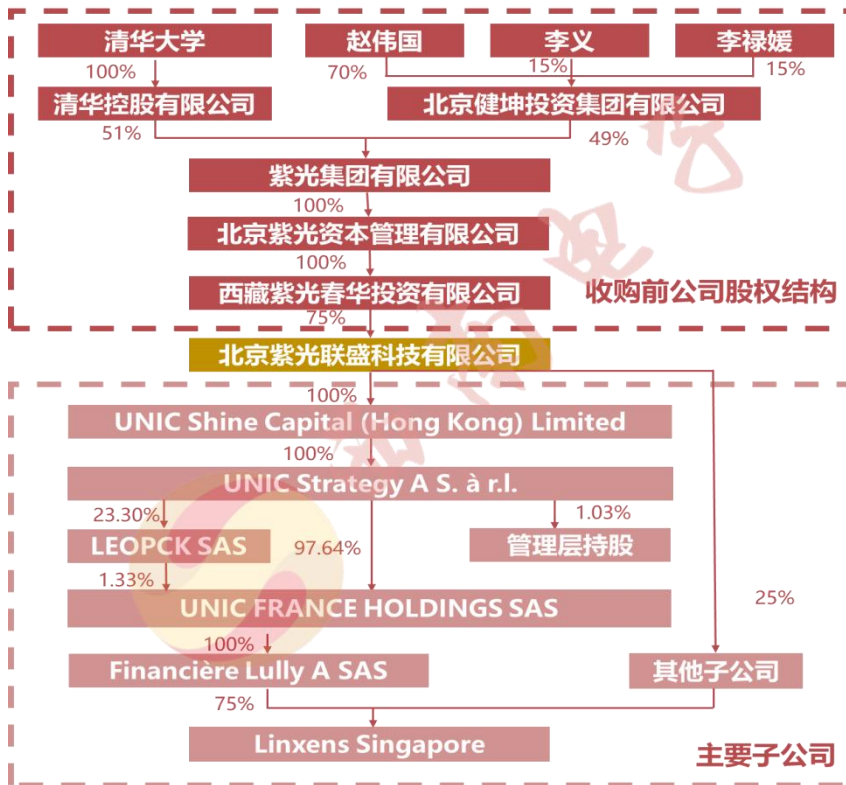 清华大学
赵伟国
李义
李禄媛
100%
70%
15%
15%
清华控股有限公司
北京健坤投资集团有限公司
51%
49%
紫光集团有限公司
100%
北京紫光资本管理有限公司
100%
西藏紫光春华投资有限公司
收购前公司股权结构
75%
北京紫光联盛科技有限公司
100%
UNIC Shine Capital (Hong Kong) Limited
100%
UNIC Strategy A S. à r.l.
23.30%
1.03%
LEOPCK SAS
97.64%
管理层持股
1.33%
UNIC FRANCE HOLDINGS SAS
25%
100%
Financière Lully A SAS
其他子公司
75%
Linxens Singapore
主要子公司